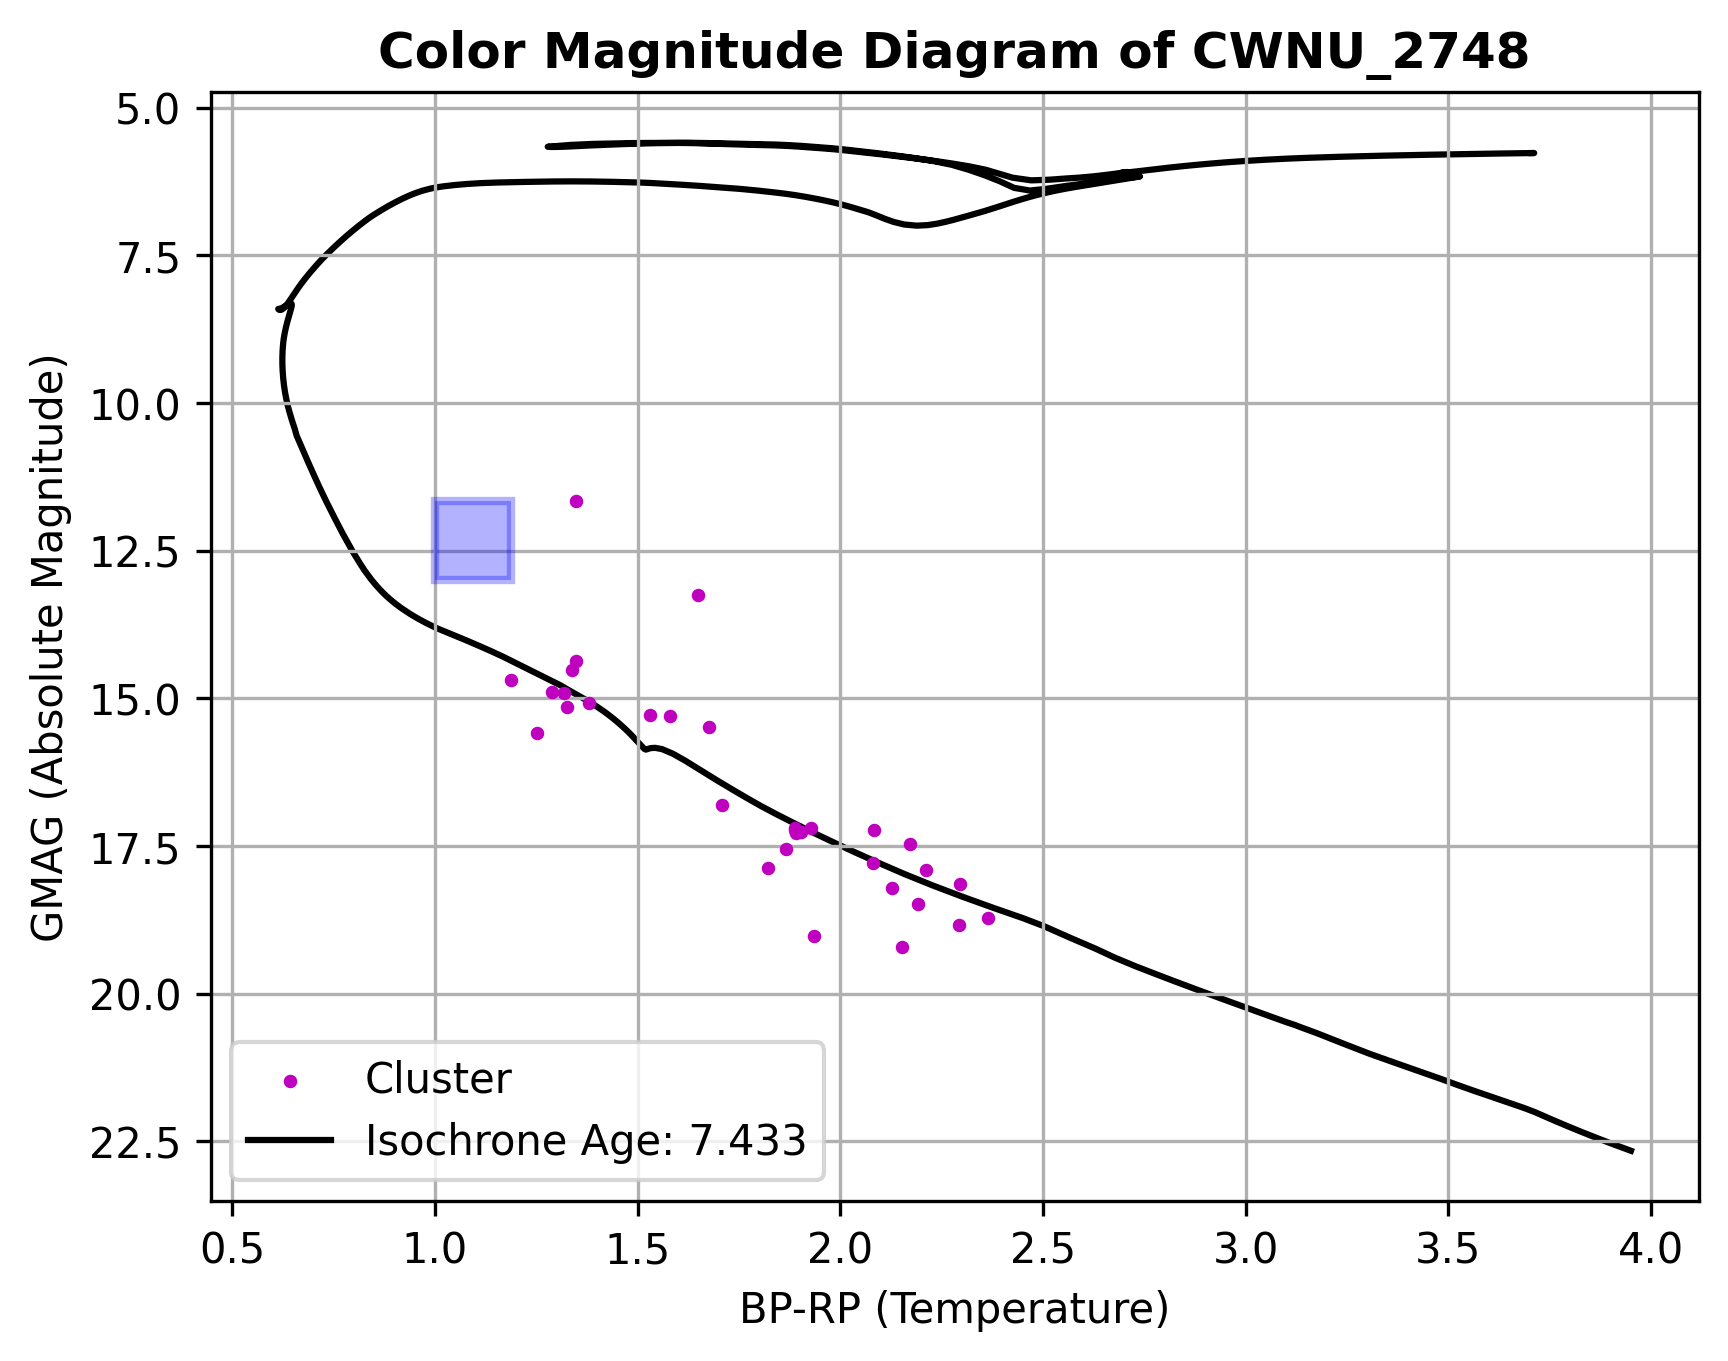 Color Magnitude Diagram of CWNU_2748
GMAG (Absolute Magnitude)
5.0
7.5
10.0
12.5
15.0
17.5
20.0
22.5
Cluster
Isochrone Age: 7.433
0.5 1.0 1.5 2.0 2.5 3.0 3.5 4.0
BP-RP (Temperature)